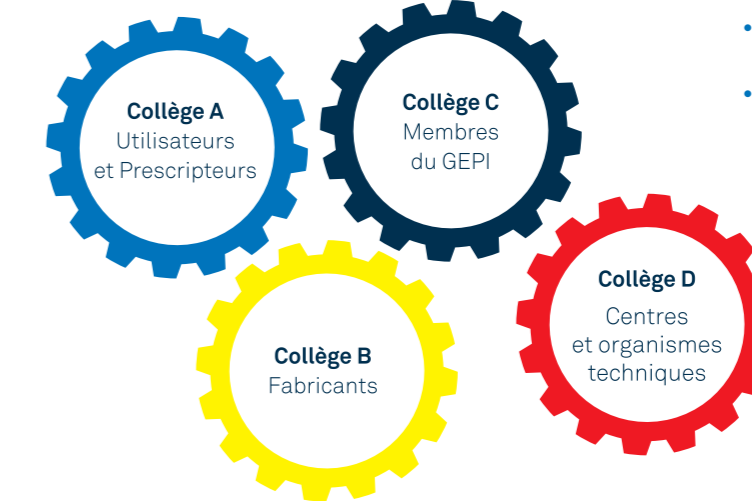 Collège A
Utilisateurs
et Prescripteurs
Collège C
Membres
du GEPI
Collège B
Fabricants
Collège D
Centres
et organismes
techniques